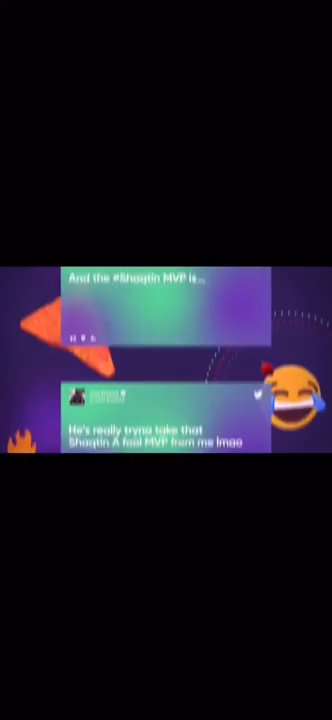 And the #Shaqtin MVP is...
He's really tryna take that
Shaqtin A fool MVP from me lmao